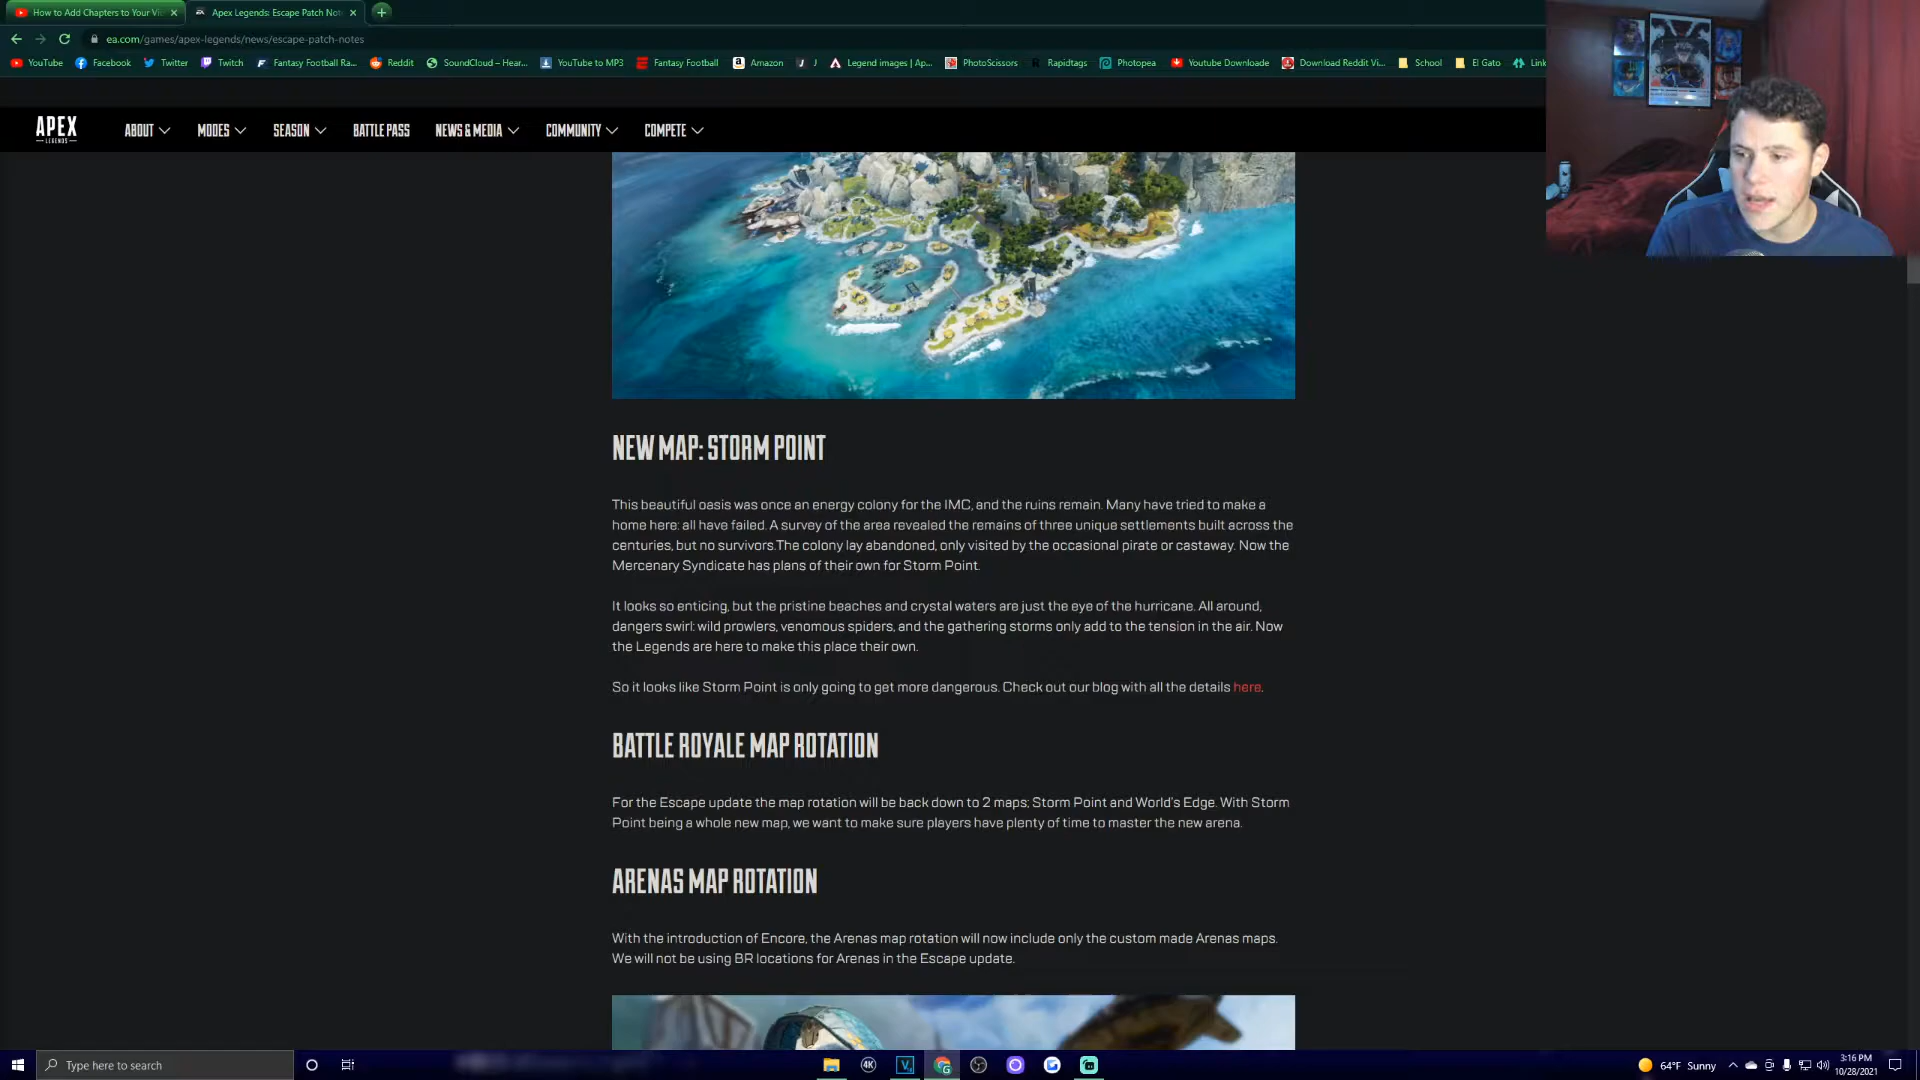 How to Add Chapters to Your Vi
Apex Legends: Escape Patch Not
ea.com/games/apex-legends/news/escape-patch-notes
YouTube Facebook Twitter Twitch Fantasy Football Ra... Reddit SoundCloud – Hear... YouTube to MP3 Fantasy Football Amazon J Legend images | Ap... PhotoScissors Rapidtags Photopea Youtube Downloade Download Reddit Vi... School El Gato Link
APEX
LEGENDS
ABOUT MODES SEASON BATTLE PASS NEWS & MEDIA COMMUNITY COMPETE
NEW MAP: STORM POINT
This beautiful oasis was once an energy colony for the IMC, and the ruins remain. Many have tried to make a
home here: all have failed. A survey of the area revealed the remains of three unique settlements built across the
centuries, but no survivors.The colony lay abandoned, only visited by the occasional pirate or castaway. Now the
Mercenary Syndicate has plans of their own for Storm Point.
It looks so enticing, but the pristine beaches and crystal waters are just the eye of the hurricane. All around,
dangers swirl: wild prowlers, venomous spiders, and the gathering storms only add to the tension in the air. Now
the Legends are here to make this place their own.
So it looks like Storm Point is only going to get more dangerous. Check out our blog with all the details here.
BATTLE ROYALE MAP ROTATION
For the Escape update the map rotation will be back down to 2 maps; Storm Point and World's Edge. With Storm
Point being a whole new map, we want to make sure players have plenty of time to master the new arena.
ARENAS MAP ROTATION
With the introduction of Encore, the Arenas map rotation will now include only the custom made Arenas maps.
We will not be using BR locations for Arenas in the Escape update.
Type here to search
4K
64°F Sunny
3:16 PM
10/28/2021